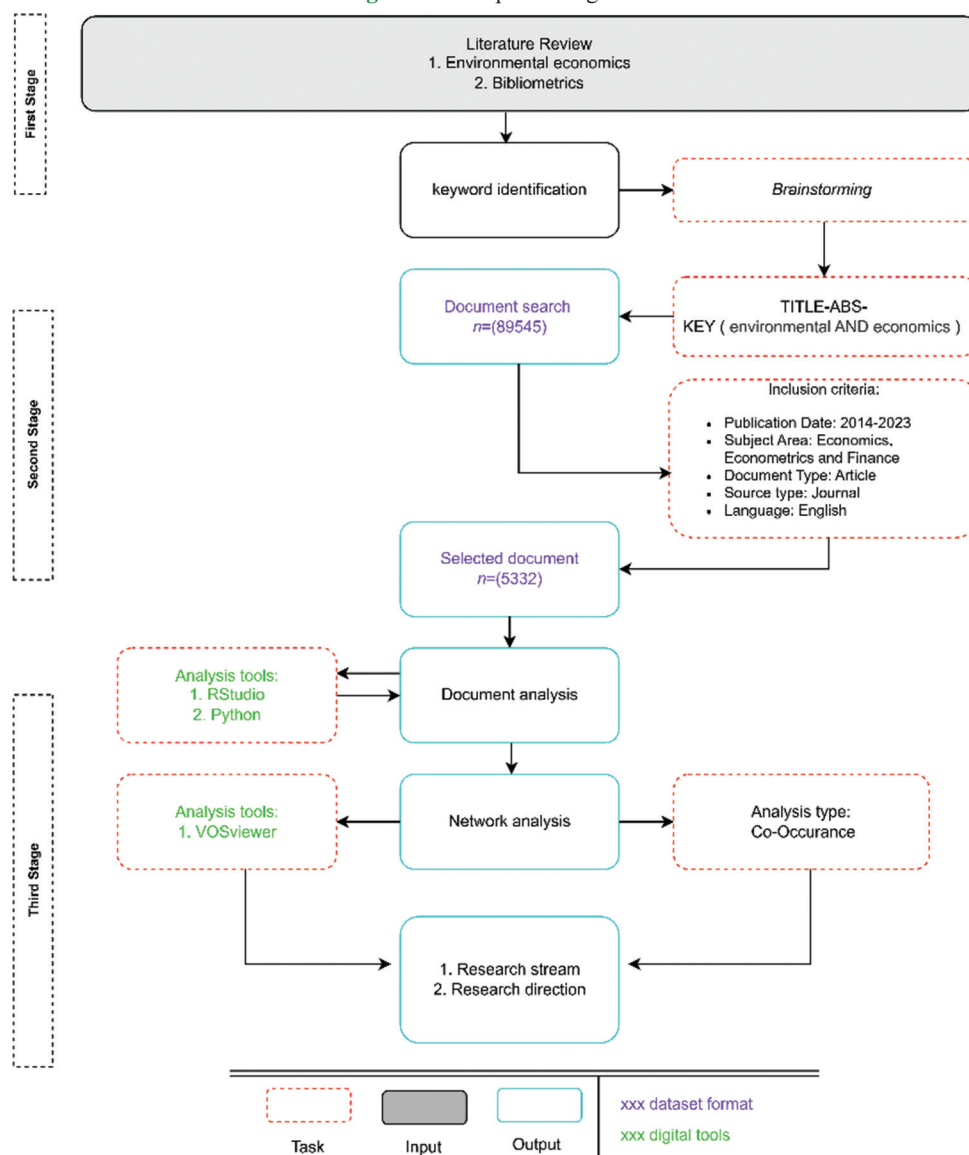 Literature Review
1. Environmental economics
2. Bibliometrics
First Stage
keyword identification
Brainstorming
Document search
n=(89545)
TITLE-ABS-
KEY ( environmental AND economics )
Second Stage
Inclusion criteria:
• Publication Date: 2014-2023
• Subject Area: Economics,
Econometrics and Finance
• Document Type: Article
• Source type: Journal
• Language: English
Selected document
n=(5332)
Third Stage
Analysis tools:
1. RStudio
2. Python
Document analysis
Analysis tools:
1. VOSviewer
Network analysis
Analysis type:
Co-Occurance
1. Research stream
2. Research direction
Task
Input
Output
xxx dataset format
xxx digital tools